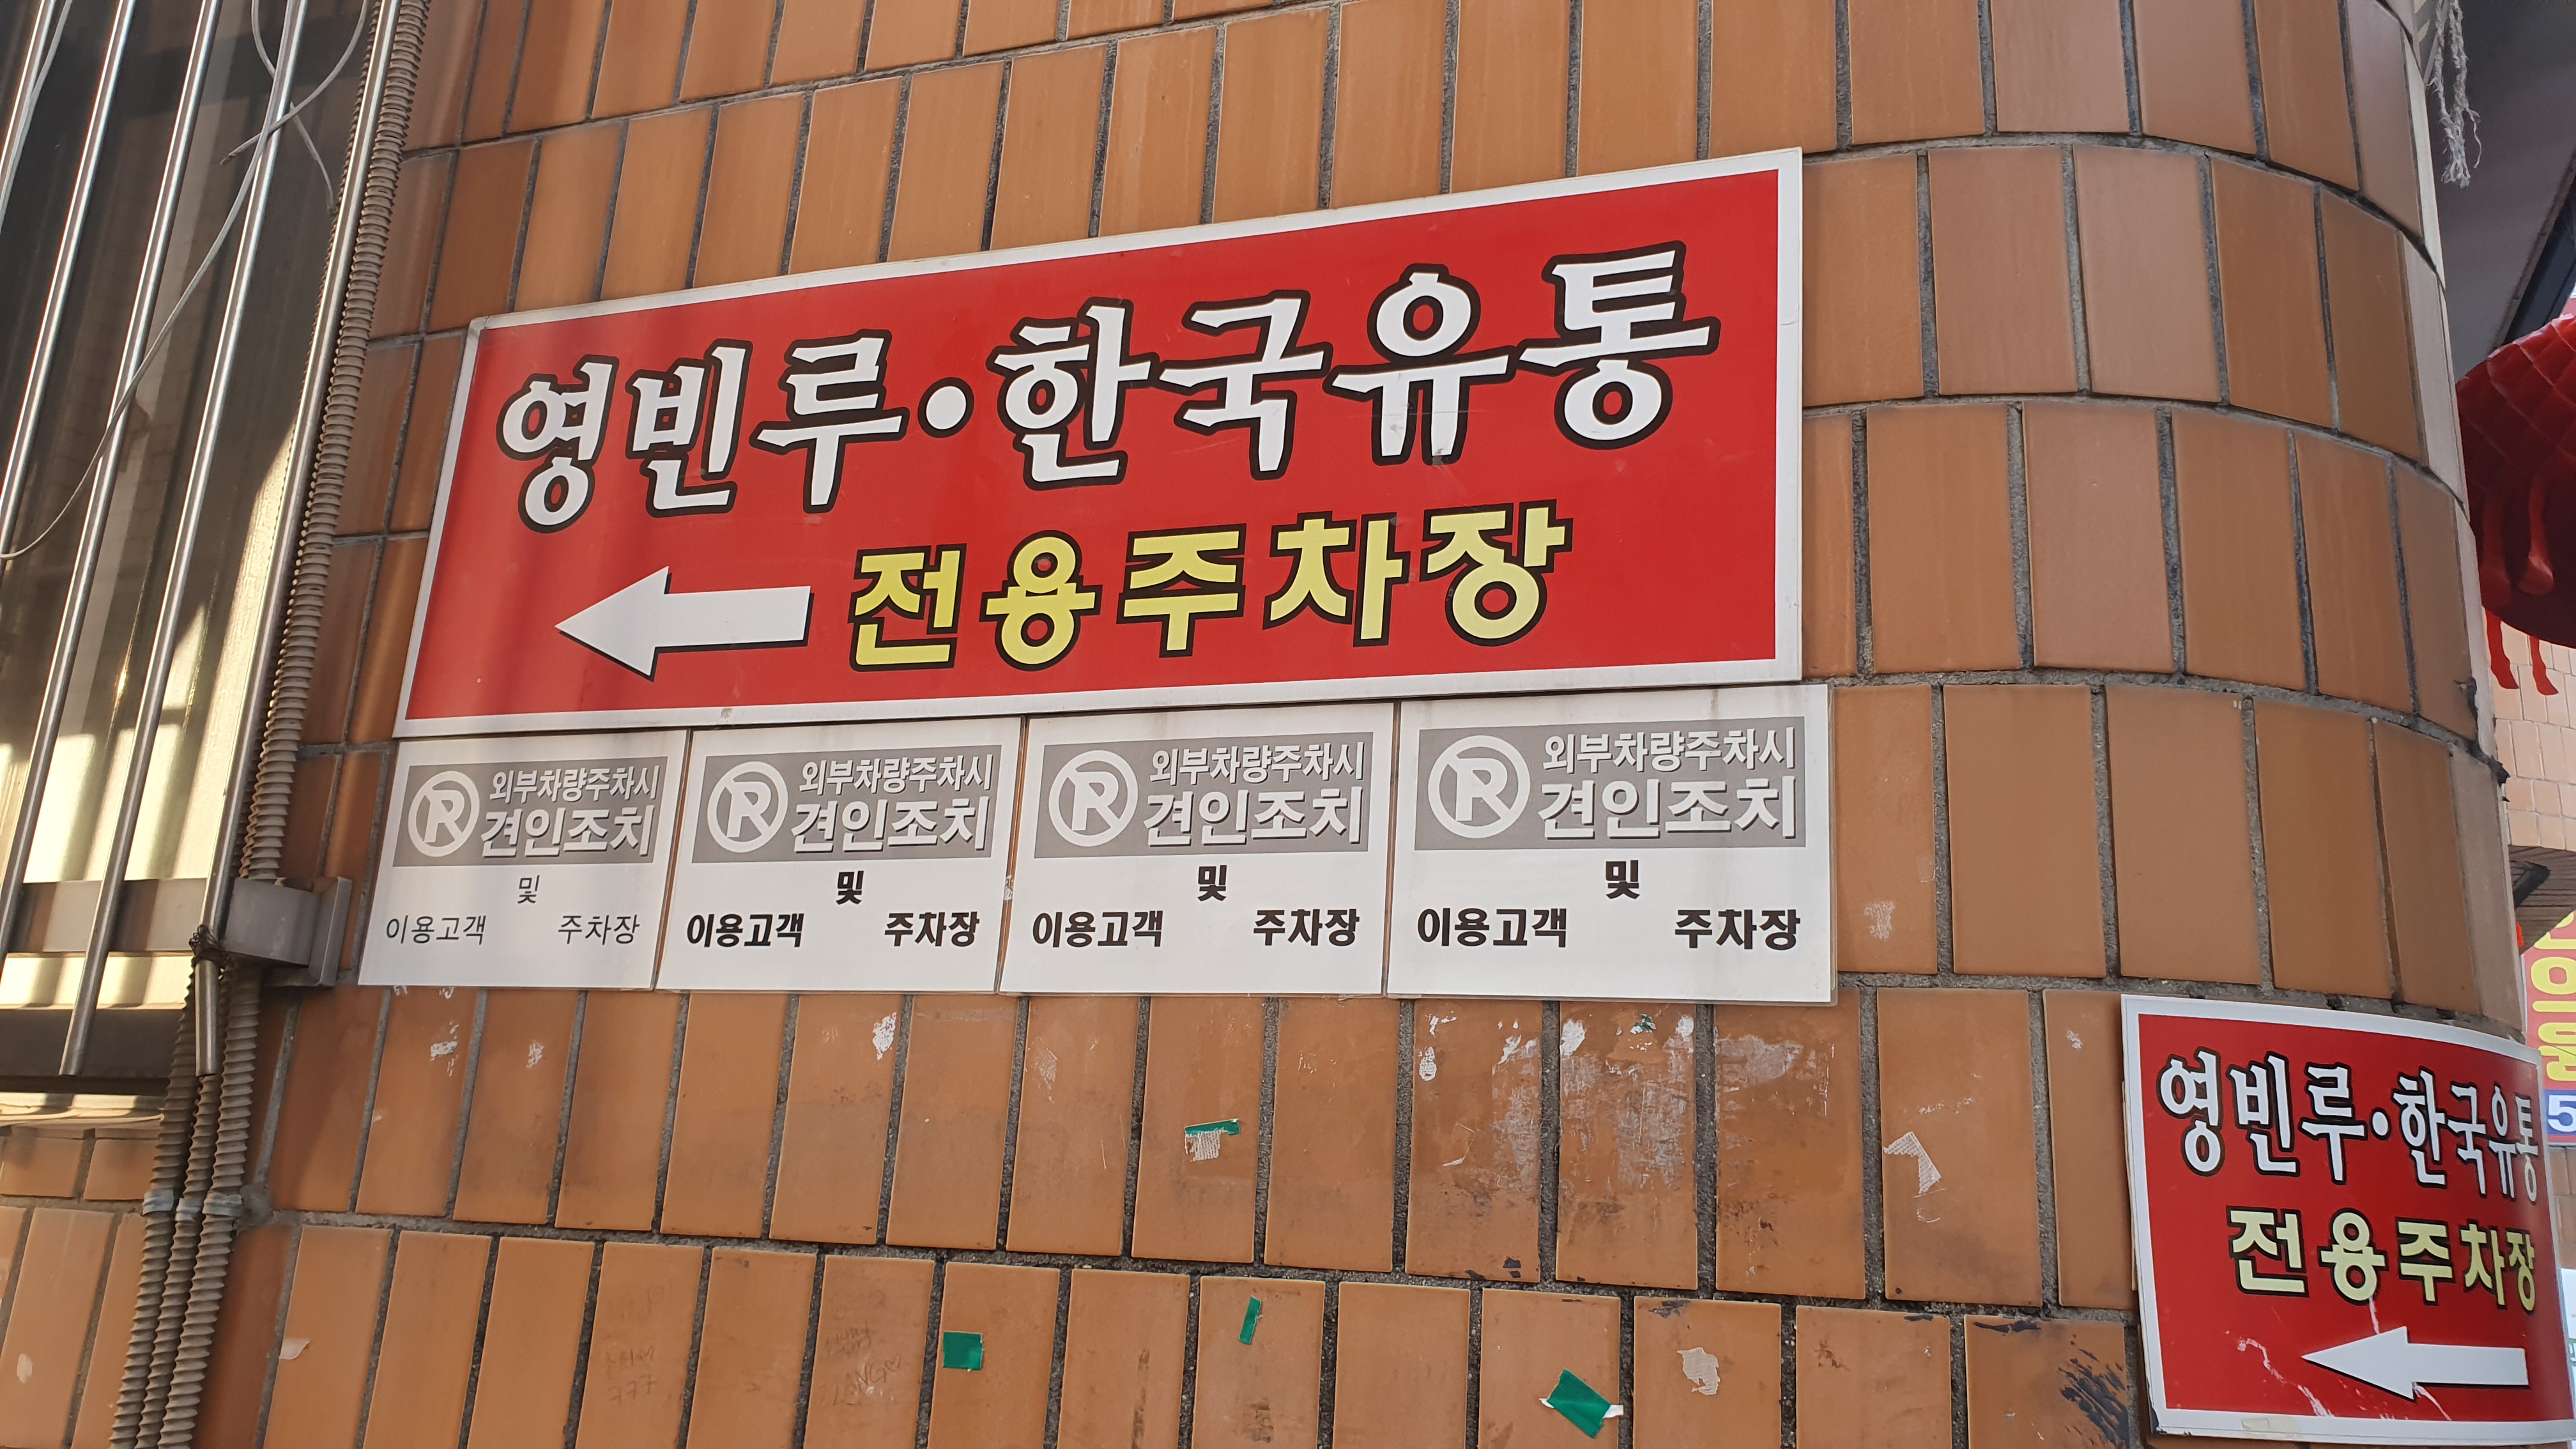 영빈루·한국유통
전용주차장
외부차량주차시
견인조치
및
이용고객 주차장
외부차량주차시
견인조치
및
이용고객 주차장
외부차량주차시
견인조치
및
이용고객 주차장
외부차량주차시
견인조치
및
이용고객 주차장
영빈루·한국유통
전용주차장
5
777